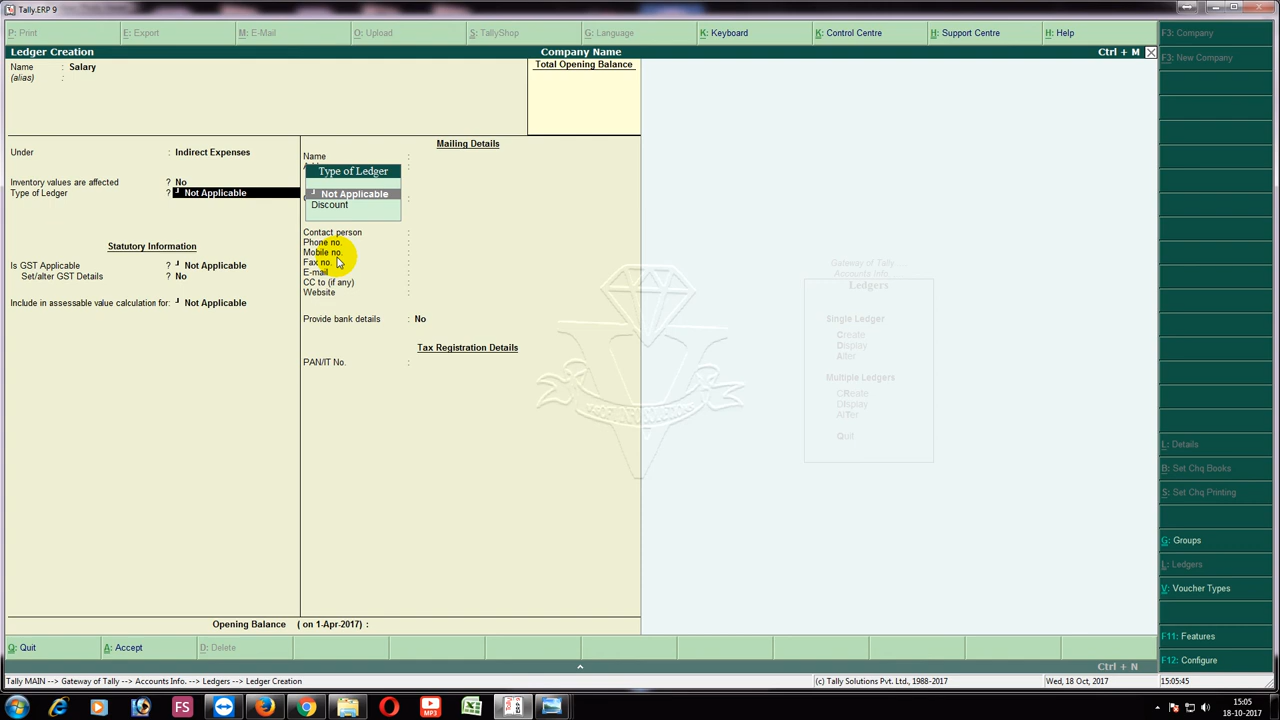 Tally.ERP 9
P: Print
E: Export
M: E-Mail
O: Upload
S: TallyShop
G: Language
K: Keyboard
K: Control Centre
H: Support Centre
H: Help
F3: Company
Ledger Creation
Company Name
Ctrl + M
F3: New Company
Name : Salary
(alias) :
Total Opening Balance
Under : Indirect Expenses
Inventory values are affected ? No
Type of Ledger ? ┘ Not Applicable
Statutory Information
Is GST Applicable ? ┘ Not Applicable
Set/alter GST Details ? No
Include in assessable value calculation for: ┘ Not Applicable
Mailing Details
Name :
Type of Ledger
┘ Not Applicable
Discount
Contact person :
Phone no. :
Mobile no. :
Fax no. :
E-mail :
CC to (if any) :
Website :
Provide bank details : No
Tax Registration Details
PAN/IT No. :
Gateway of Tally ...
Accounts Info. ...
Ledgers
Single Ledger
Create
Display
Alter
Multiple Ledgers
CReate
DIsplay
AlTer
Quit
L: Details
B: Set Chq Books
S: Set Chq Printing
G: Groups
L: Ledgers
V: Voucher Types
F11: Features
F12: Configure
Opening Balance ( on 1-Apr-2017) :
Q: Quit
A: Accept
D: Delete
Ctrl + N
Tally MAIN --> Gateway of Tally --> Accounts Info. --> Ledgers --> Ledger Creation
(c) Tally Solutions Pvt. Ltd., 1988-2017
Wed, 18 Oct, 2017
15:05:45
FS
MP3
15:05
18-10-2017